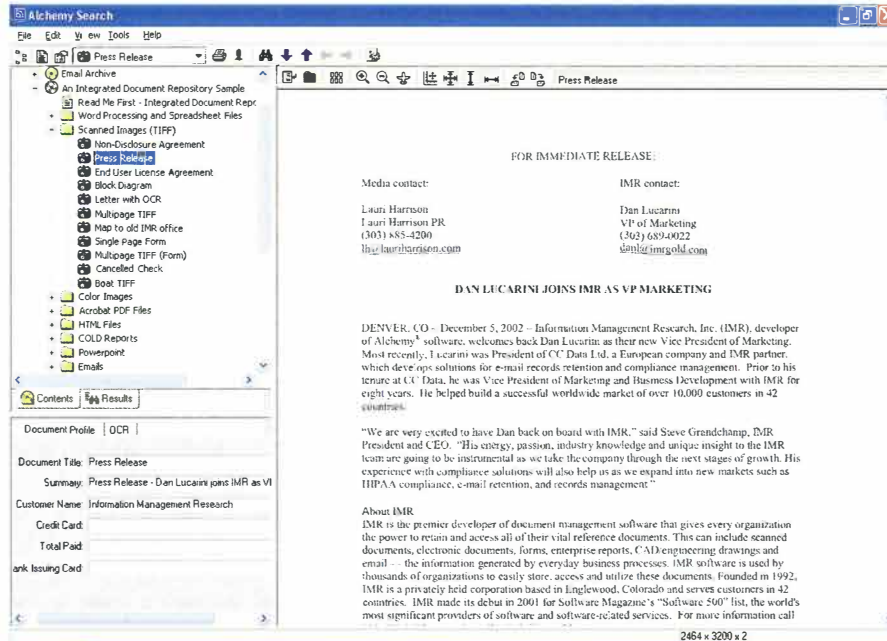 Alchemy Search
File Edit View Tools Help
Press Release
Press Release
Email Archive
An Integrated Document Repository Sample
Read Me First - Integrated Document Repr
Word Processing and Spreadsheet Files
Scanned Images (TIFF)
Non-Disclosure Agreement
Press Release
End User License Agreement
Block Diagram
Letter with OCR
Multipage TIFF
Map to old IMR office
Single Page Form
Multipage TIFF (Form)
Cancelled Check
Boat TIFF
Color Images
Acrobat PDF Files
HTML Files
COLD Reports
Powerpoint
Emails
Contents Results
Document Profile OCR
Document Title: Press Release
Summary: Press Release - Dan Lucarini joins IMR as VI
Customer Name: Information Management Research
Credit Card:
Total Paid:
ank Issuing Card:
FOR IMMEDIATE RELEASE:
Media contact: IMR contact:
Lauri Harrison Dan Lucarini
Lauri Harrison PR VP of Marketing
(303) 885-4200 (303) 689-0022
lauriharrison.com danl@imrgold.com
DAN LUCARINI JOINS IMR AS VP MARKETING
DENVER, CO - December 5, 2002 – Information Management Research, Inc. (IMR), developer
of Alchemy software, welcomes back Dan Lucarini as their new Vice President of Marketing.
Most recently, Lucarini was President of CC Data Ltd, a European company and IMR partner,
which develops solutions for e-mail records retention and compliance management. Prior to his
tenure at CC Data, he was Vice President of Marketing and Business Development with IMR for
eight years. He helped build a successful worldwide market of over 10,000 customers in 42
countries.
“We are very excited to have Dan back on board with IMR,” said Steve Grandchamp, IMR
President and CEO. “His energy, passion, industry knowledge and unique insight to the IMR
team are going to be instrumental as we take the company through the next stages of growth. His
experience with compliance solutions will also help us as we expand into new markets such as
HIPAA compliance, e-mail retention, and records management”
About IMR
IMR is the premier developer of document management software that gives every organization
the power to retain and access all of their vital reference documents. This can include scanned
documents, electronic documents, forms, enterprise reports, CAD/engineering drawings and
email - - the information generated by everyday business processes. IMR software is used by
thousands of organizations to easily store, access and utilize these documents. Founded in 1992,
IMR is a privately held corporation based in Englewood, Colorado and serves customers in 42
countries. IMR made its debut in 2001 for Software Magazine’s “Software 500” list, the world's
most significant providers of software and software-related services. For more information call
2464 x 3200 x 2